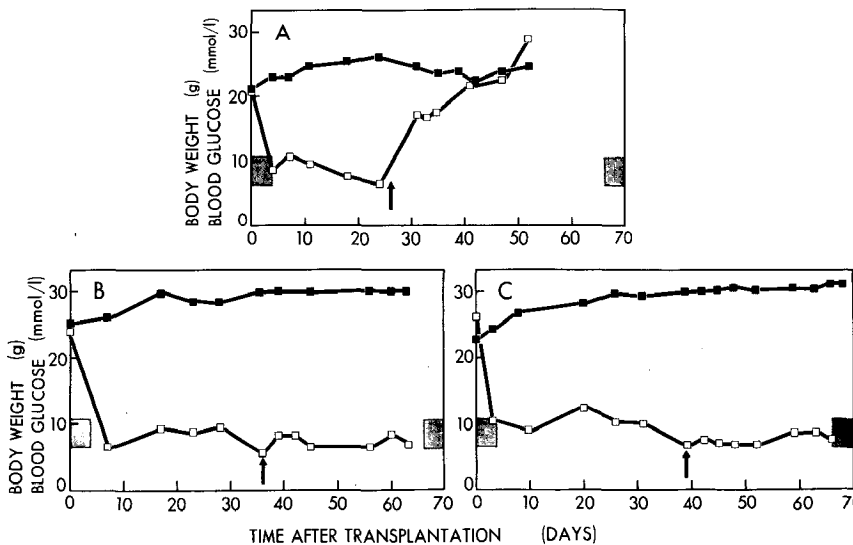 A
BODY WEIGHT (g)
BLOOD GLUCOSE (mmol/l)
30
20
10
0
0 10 20 30 40 50 60 70
B
BODY WEIGHT (g)
BLOOD GLUCOSE (mmol/l)
30
20
10
0
0 10 20 30 40 50 60 70
C
30
20
10
0
0 10 20 30 40 50 60 70
TIME AFTER TRANSPLANTATION (DAYS)